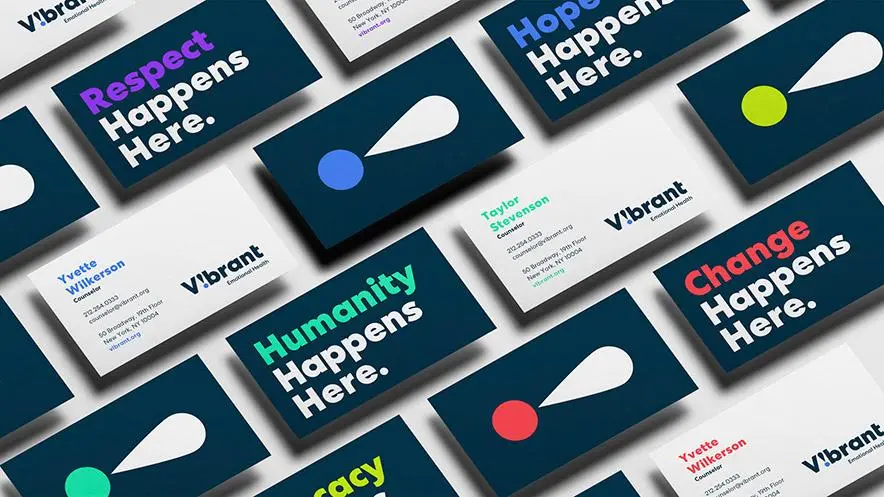 V!brant
Emotional Health
Respect
Happens
Here.
New York, NY 10004
vibrant.org
Hope
Happens
Here.
Yvette
Wilkerson
Counselor
212.254.0333
counselor@vibrant.org
50 Broadway, 19th Floor
New York, NY 10004
vibrant.org
V!brant
Emotional Health
Taylor
Stevenson
Counselor
212.254.0333
counselor@vibrant.org
50 Broadway, 19th Floor
New York, NY 10004
vibrant.org
V!brant
Emotional Health
Humanity
Happens
Here.
Change
Happens
Here.
Yvette
Wilkerson
Counselor
212.254.0333
counselor@vibrant.org
50 Broadway, 19th Floor
V!brant